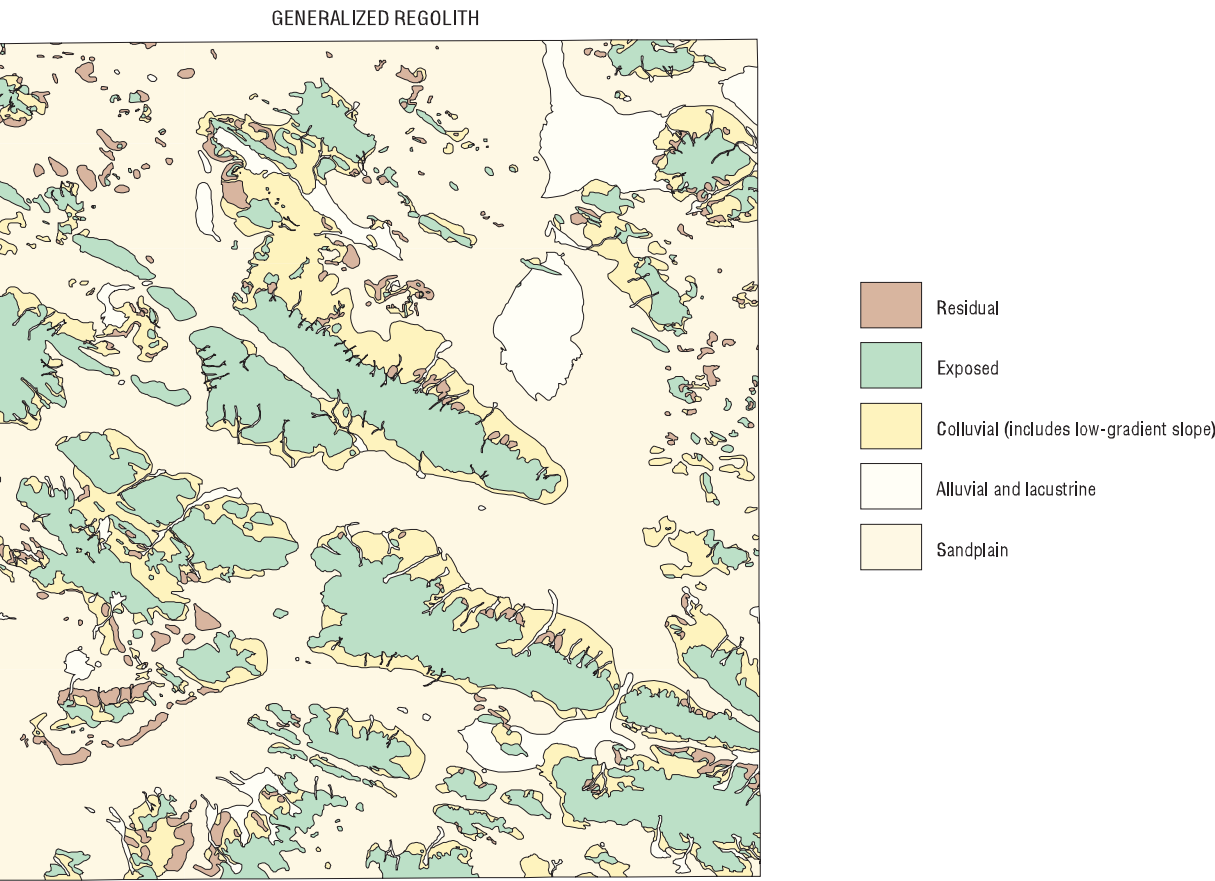 GENERALIZED REGOLITH
Residual
Exposed
Colluvial (includes low-gradient slope)
Alluvial and lacustrine
Sandplain